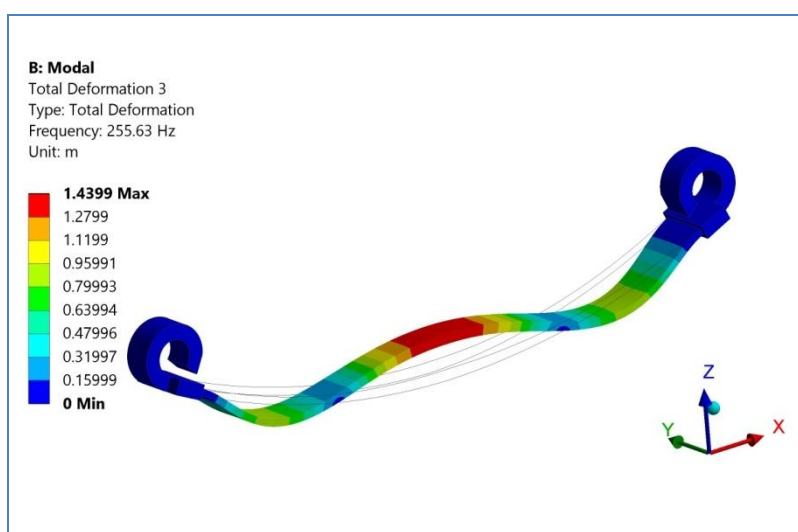 B: Modal
Total Deformation 3
Type: Total Deformation
Frequency: 255.63 Hz
Unit: m
1.4399 Max
1.2799
1.1199
0.95991
0.79993
0.63994
0.47996
0.31997
0.15999
0 Min
Z
Y
X